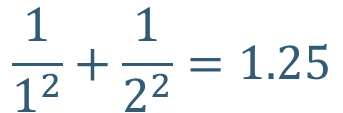 1/1² + 1/2² = 1.25